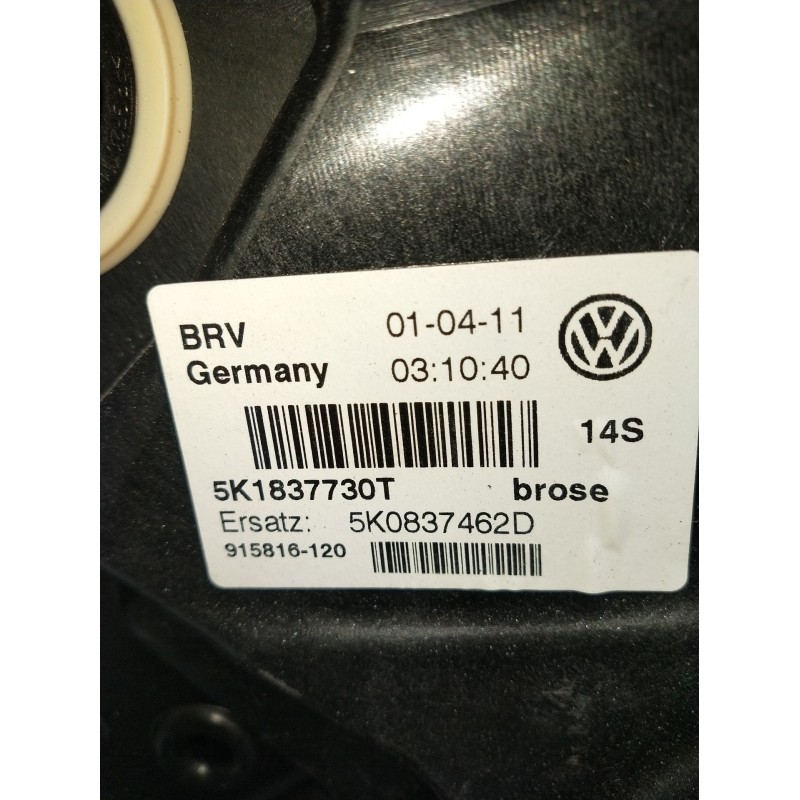 BRV 01-04-11
Germany 03:10:40
14S
5K1837730T brose
Ersatz: 5K0837462D
915816-120